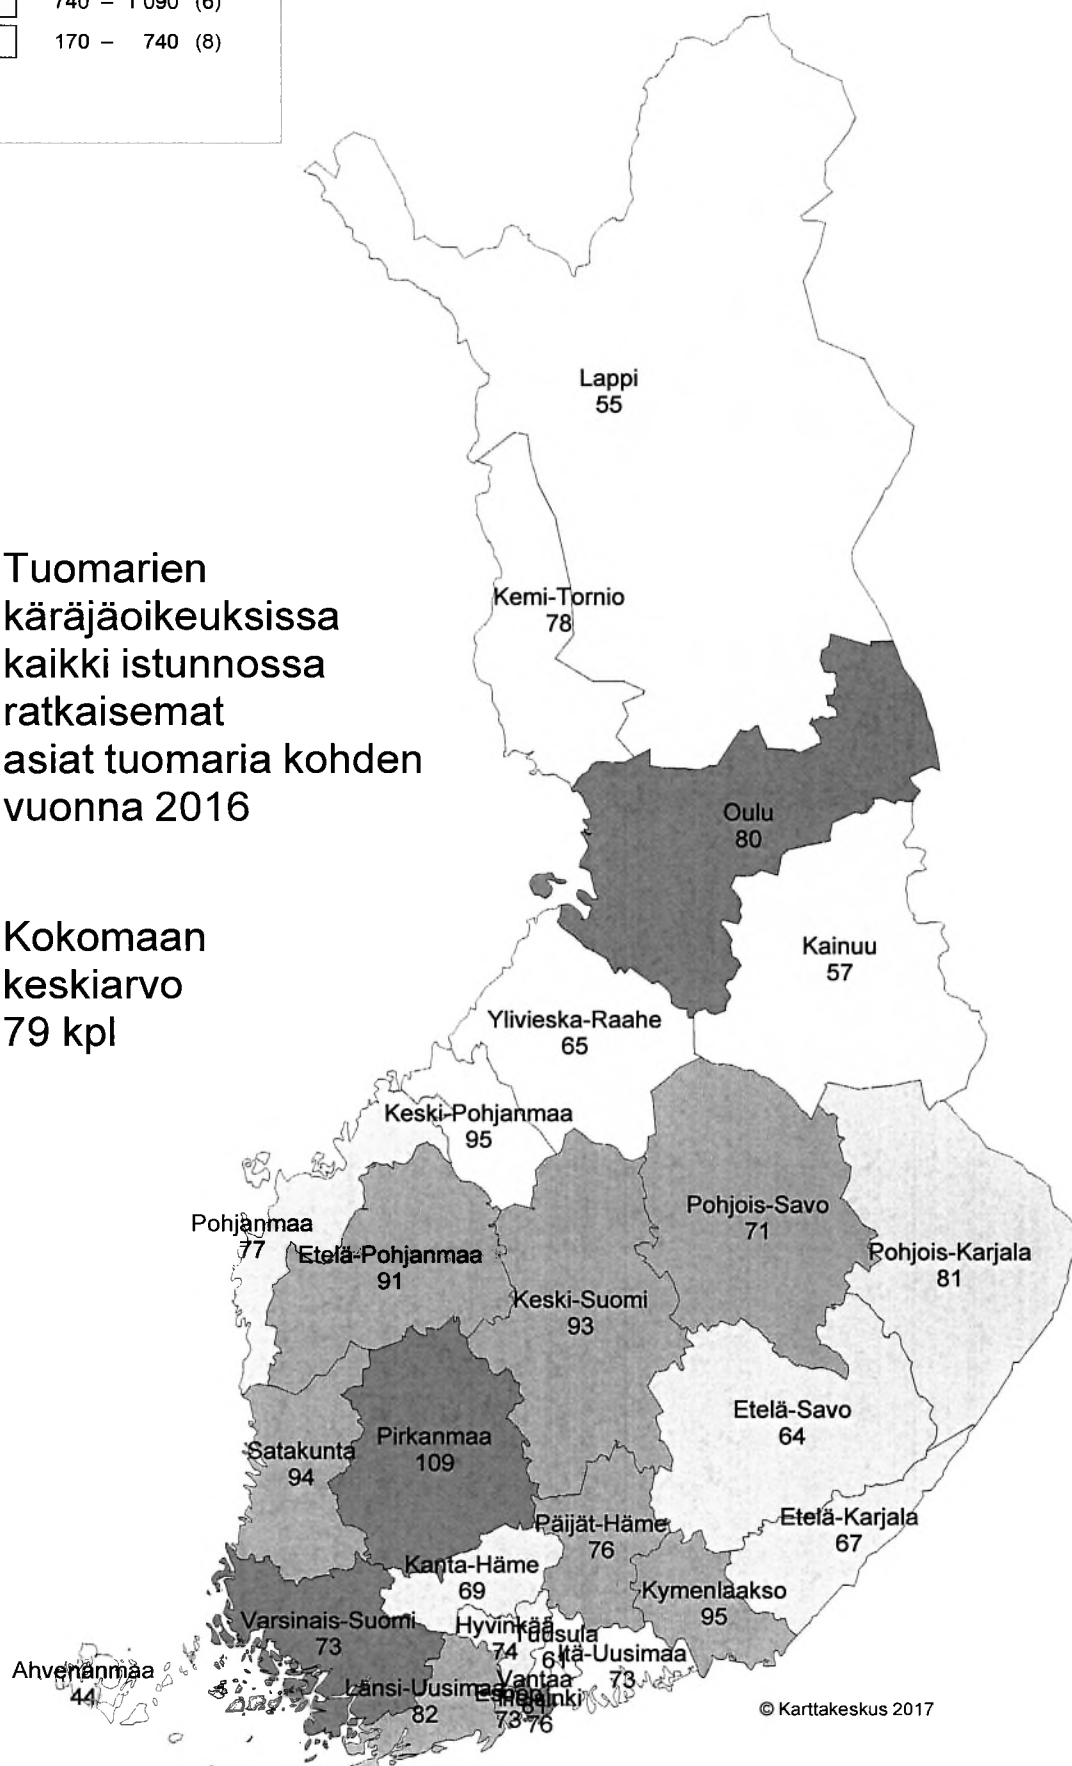 740 – 1 090 (6)
170 – 740 (8)
Lappi
55
Tuomarien
käräjäoikeuksissa
kaikki istunnossa
ratkaisemat
asiat tuomaria kohden
vuonna 2016
Kemi-Tornio
78
Oulu
80
Kokomaan
keskiarvo
79 kpl
Kainuu
57
Ylivieska-Raahe
65
Keski-Pohjanmaa
95
Pohjanmaa
77
Etelä-Pohjanmaa
91
Pohjois-Savo
71
Pohjois-Karjala
81
Keski-Suomi
93
Etelä-Savo
64
Satakunta
94
Pirkanmaa
109
Etelä-Karjala
67
Päijät-Häme
76
Kanta-Häme
69
Kymenlaakso
95
Varsinais-Suomi
73
Hyvinkää
74
Tuusula
61
Itä-Uusimaa
73
Ahvenanmaa
44
Länsi-Uusimaa
82
Vantaa
Espoo
73
Helsinki
76
© Karttakeskus 2017